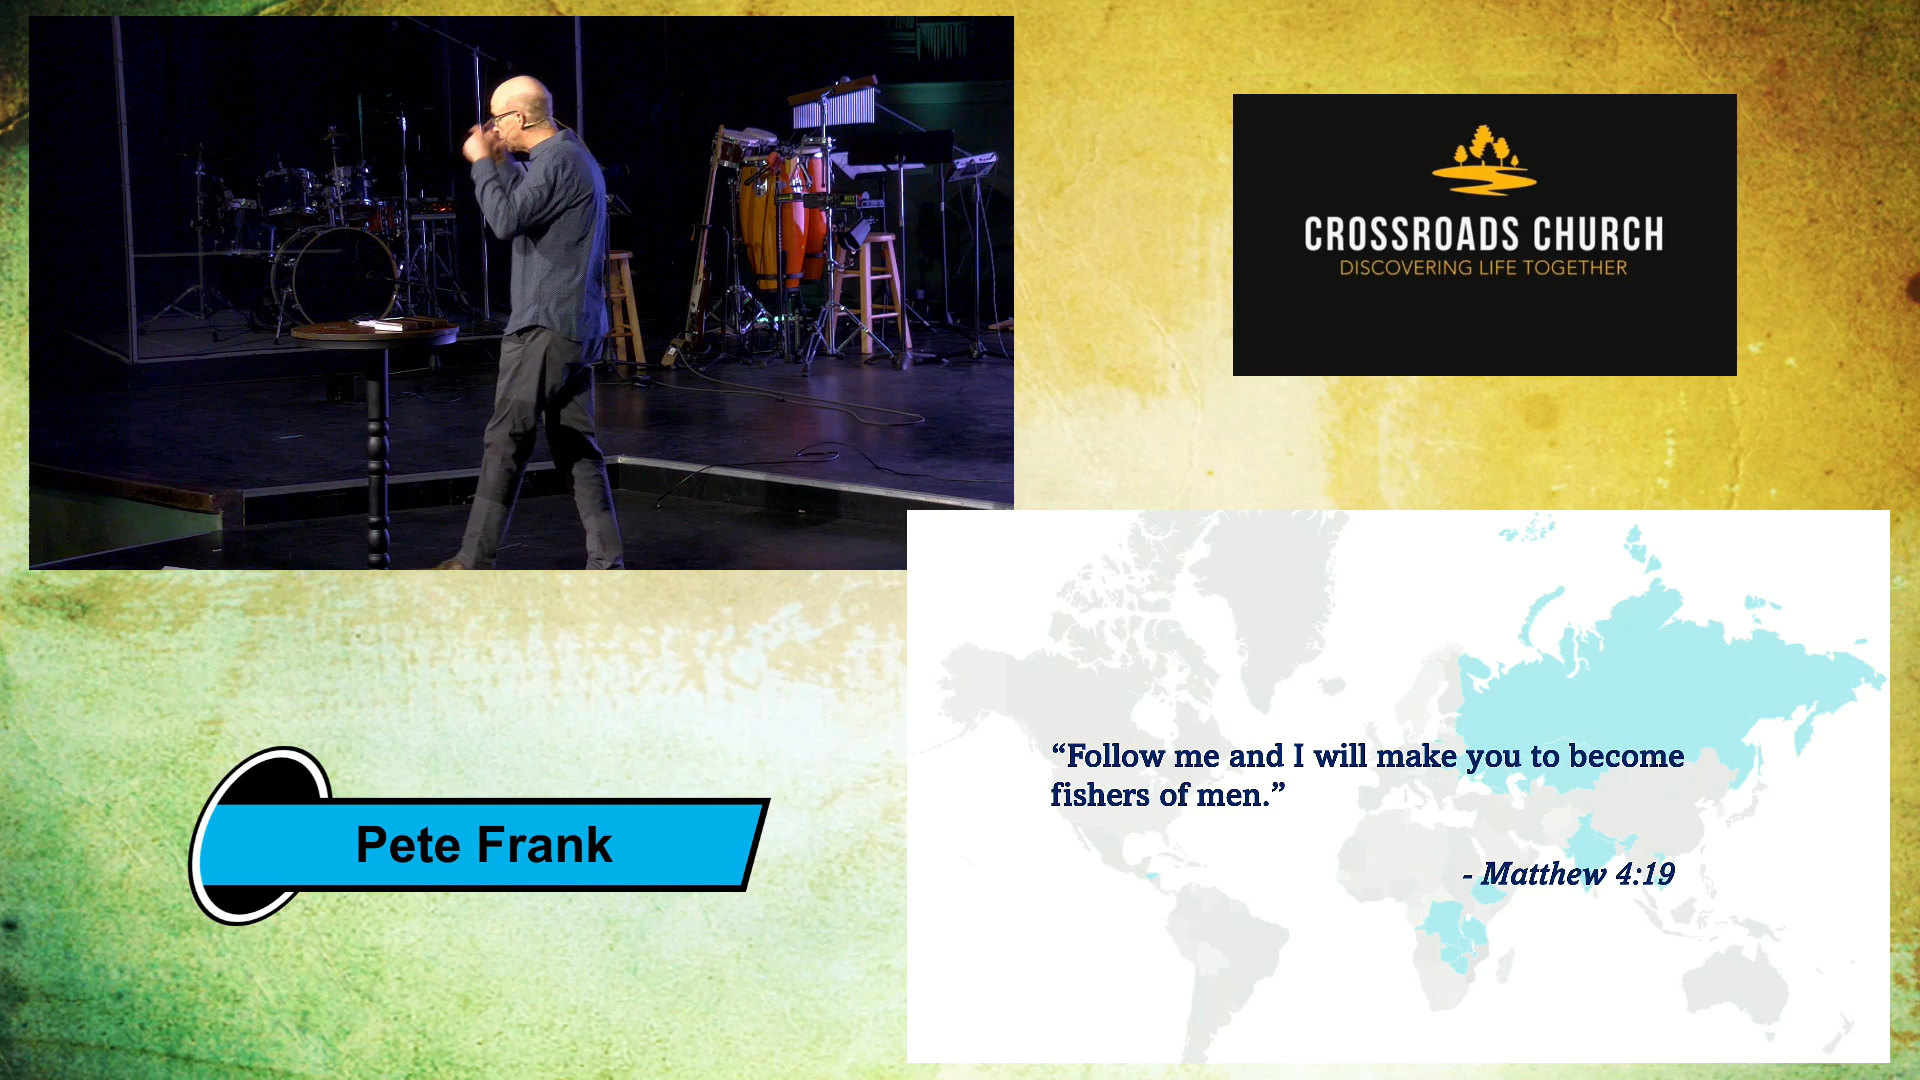 CROSSROADS CHURCH
DISCOVERING LIFE TOGETHER
“Follow me and I will make you to become
fishers of men.”
- Matthew 4:19
Pete Frank